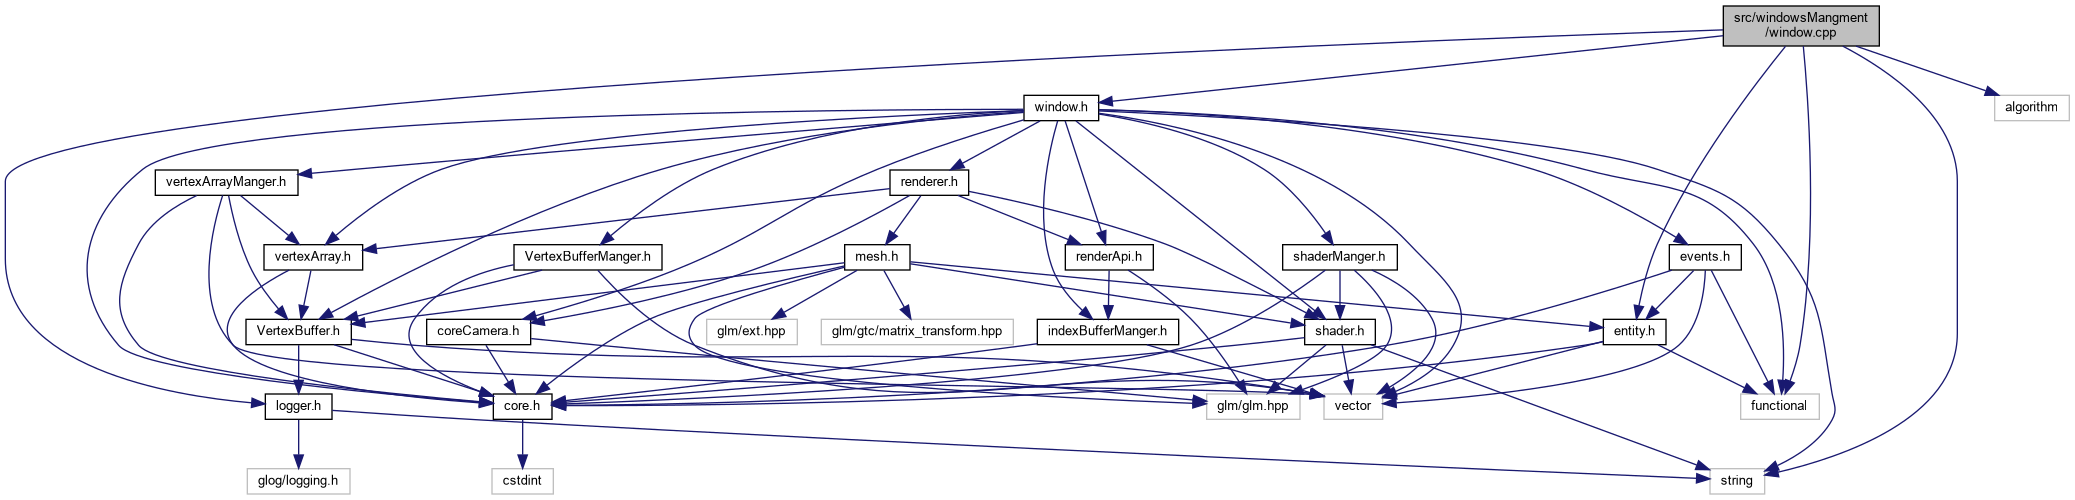 src/windowsMangment
/window.cpp
window.h
algorithm
vertexArrayManger.h
renderer.h
vertexArray.h
VertexBufferManger.h
mesh.h
renderApi.h
shaderManger.h
events.h
VertexBuffer.h
coreCamera.h
glm/ext.hpp
glm/gtc/matrix_transform.hpp
indexBufferManger.h
shader.h
entity.h
logger.h
core.h
glm/glm.hpp
vector
functional
glog/logging.h
cstdint
string